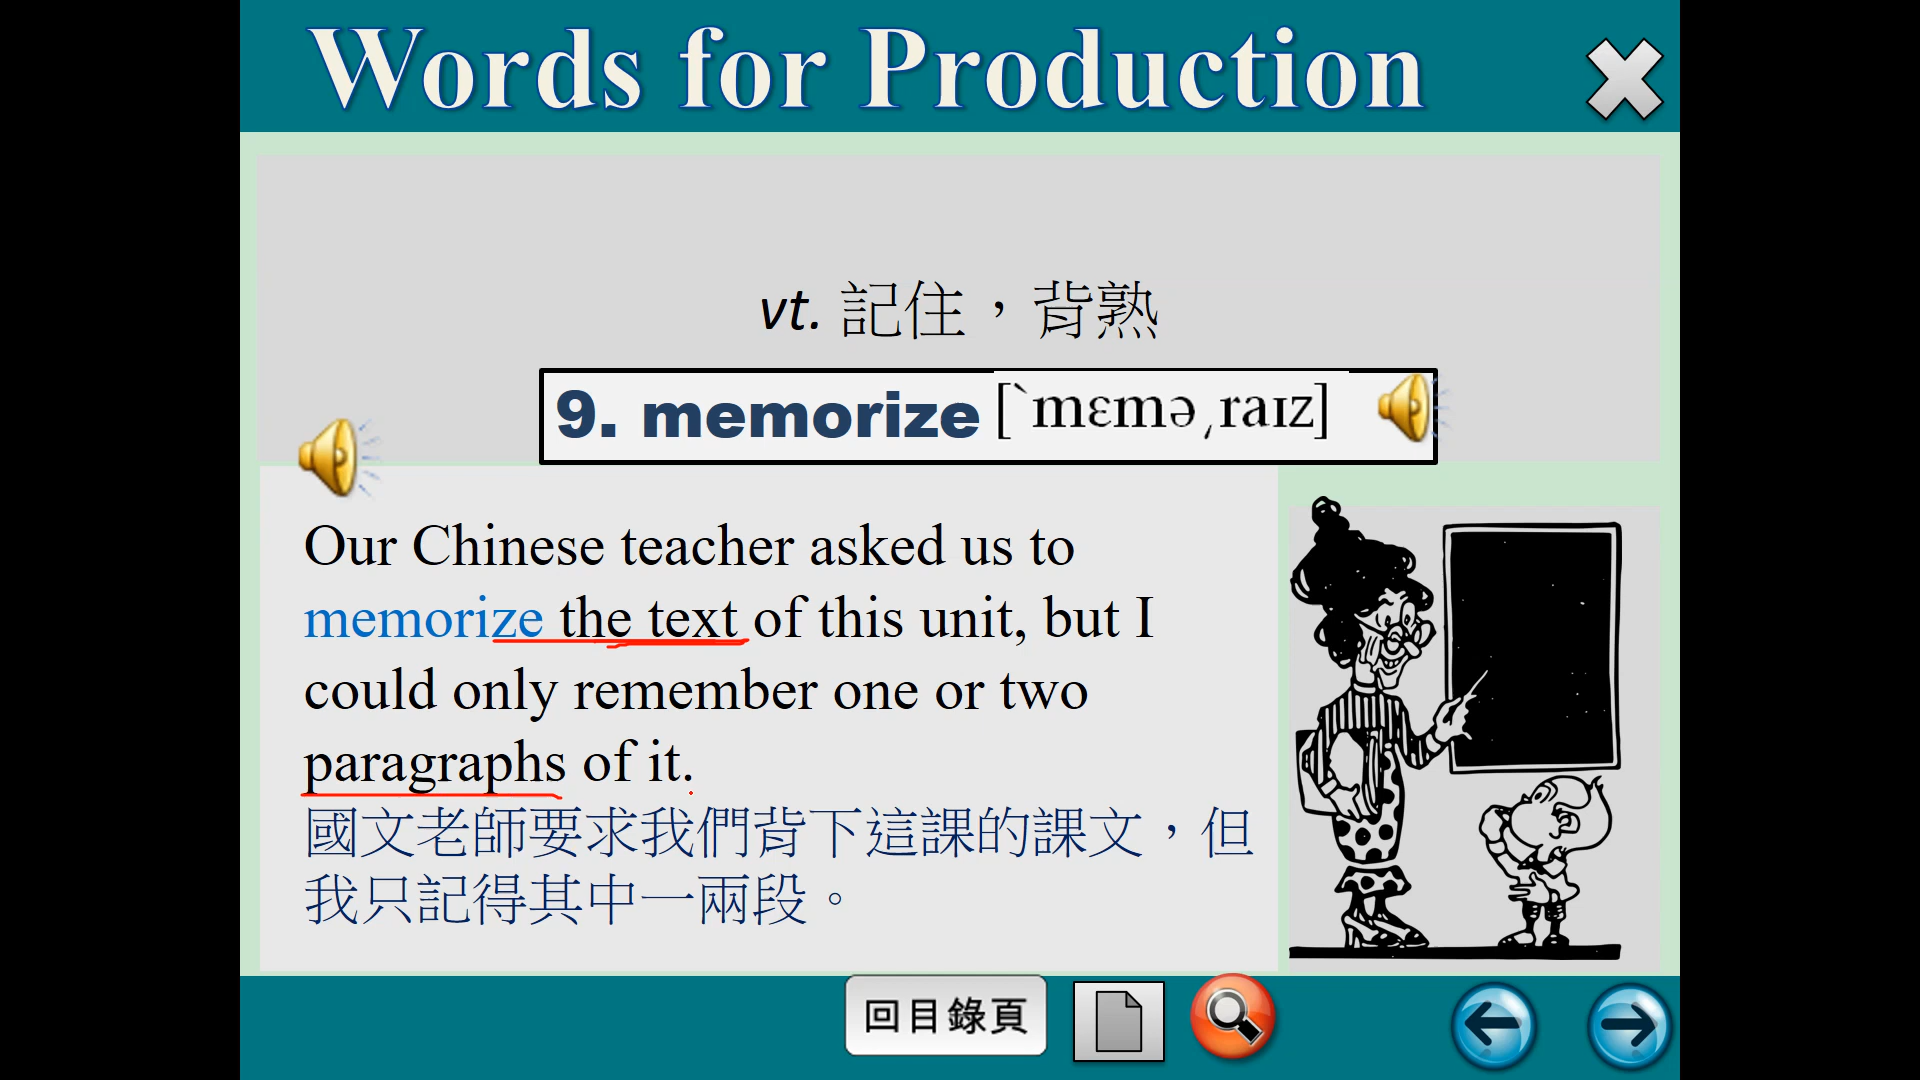 Words for Production
vt. 記住，背熟
9. memorize [ˋmɛməˏraɪz]
Our Chinese teacher asked us to
memorize the text of this unit, but I
could only remember one or two
paragraphs of it.
國文老師要求我們背下這課的課文，但
我只記得其中一兩段。
回目錄頁